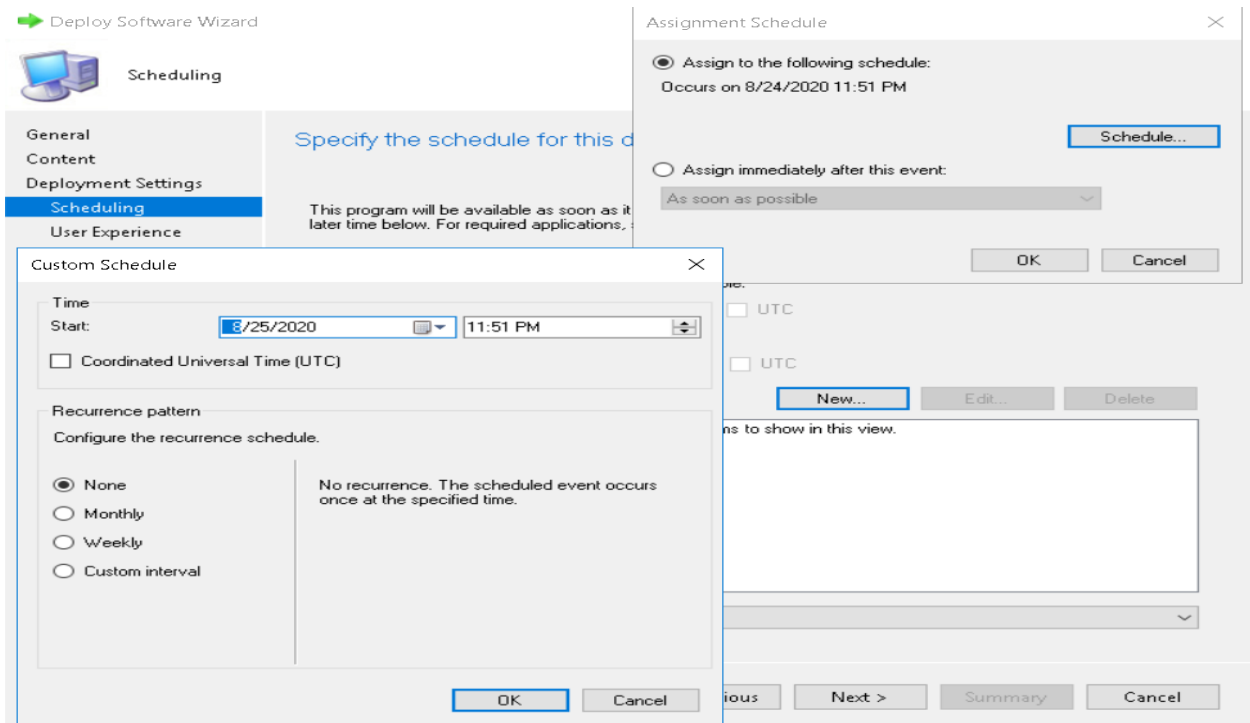 Deploy Software Wizard
Scheduling
General
Content
Deployment Settings
Scheduling
User Experience
Specify the schedule for this d
This program will be available as soon as it
later time below. For required applications,
Assignment Schedule
Assign to the following schedule:
Occurs on 8/24/2020 11:51 PM
Schedule...
Assign immediately after this event:
As soon as possible
OK
Cancel
Custom Schedule
Time
Start:
8/25/2020
11:51 PM
Coordinated Universal Time (UTC)
Recurrence pattern
Configure the recurrence schedule.
None
Monthly
Weekly
Custom interval
No recurrence. The scheduled event occurs
once at the specified time.
OK
Cancel
UTC
UTC
New...
Edit...
Delete
ns to show in this view.
ious
Next >
Summary
Cancel